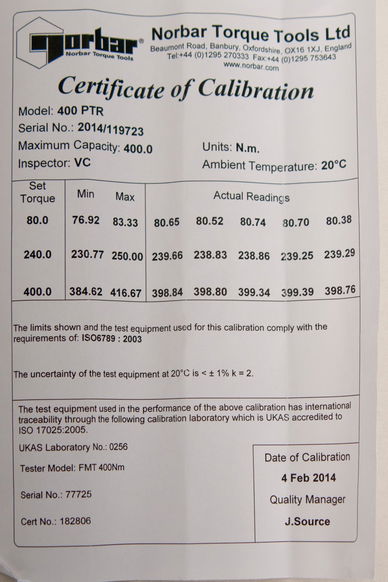 norbar®
Norbar Torque Tools
Norbar Torque Tools Ltd
Beaumont Road, Banbury, Oxfordshire, OX16 1XJ, England
Tel:+44 (0)1295 270333 Fax:+44 (0)1295 753643
www.norbar.com
Certificate of Calibration
Model: 400 PTR
Serial No.: 2014/119723
Maximum Capacity: 400.0 Units: N.m.
Inspector: VC Ambient Temperature: 20°C
Set Torque Min Max Actual Readings
80.0 76.92 83.33 80.65 80.52 80.74 80.70 80.38
240.0 230.77 250.00 239.66 238.83 238.86 239.25 239.29
400.0 384.62 416.67 398.84 398.80 399.34 399.39 398.76
The limits shown and the test equipment used for this calibration comply with the
requirements of: ISO6789 : 2003
The uncertainty of the test equipment at 20°C is < ± 1% k = 2.
The test equipment used in the performance of the above calibration has international
traceability through the following calibration laboratory which is UKAS accredited to
ISO 17025:2005.
UKAS Laboratory No.: 0256
Tester Model: FMT 400Nm
Serial No.: 77725
Cert No.: 182806
Date of Calibration
4 Feb 2014
Quality Manager
J.Source